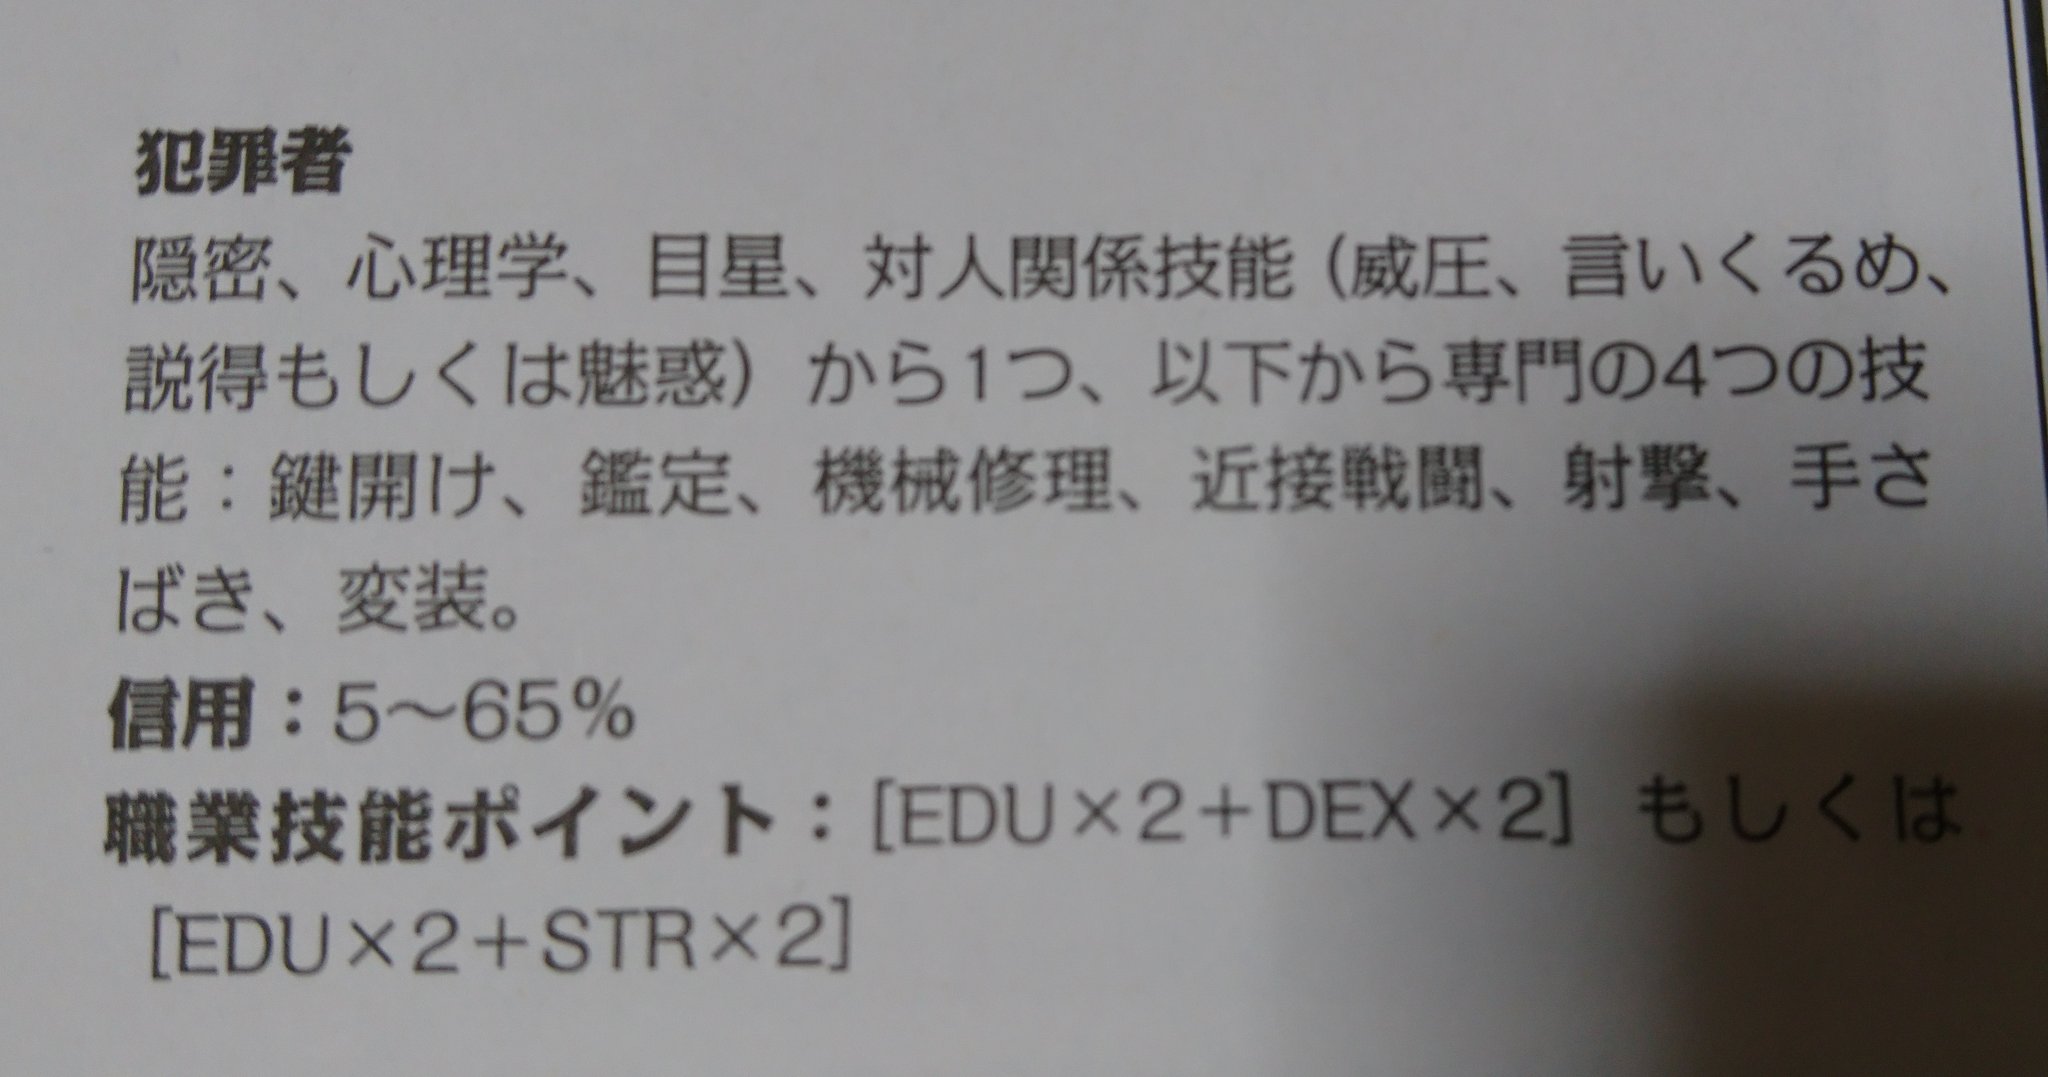 犯罪者
隠密、心理学、目星、対人関係技能（威圧、言いくるめ、
説得もしくは魅惑）から1つ、以下から専門の4つの技
能：鍵開け、鑑定、機械修理、近接戦闘、射撃、手さ
ばき、変装。
信用：5〜65%
職業技能ポイント：［EDU×2＋DEX×2］もしくは
［EDU×2＋STR×2］